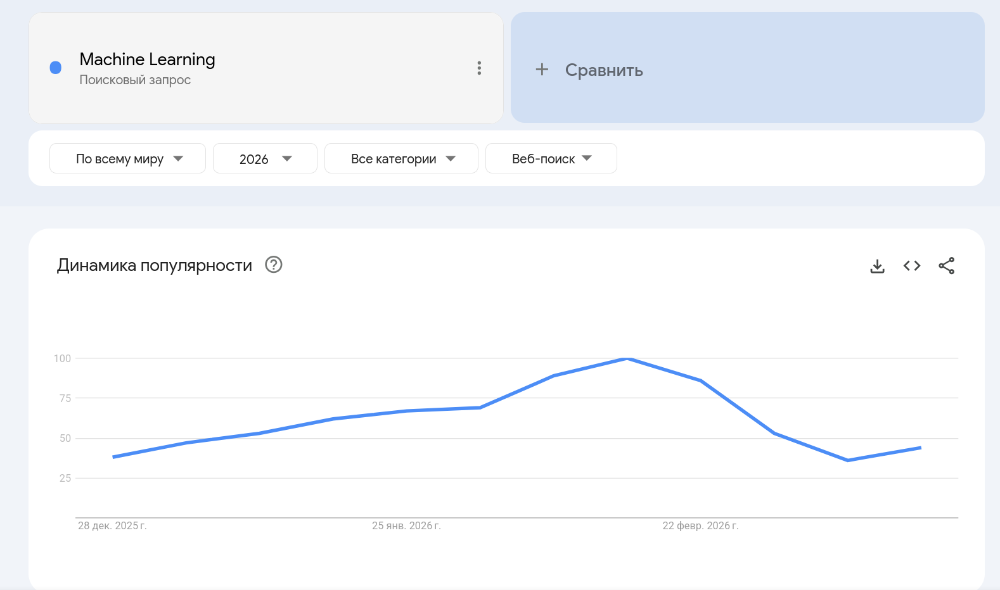 Machine Learning
Поисковый запрос
+ Сравнить
По всему миру
2026
Все категории
Веб-поиск
Динамика популярности
100
75
50
25
28 дек. 2025 г.
25 янв. 2026 г.
22 февр. 2026 г.